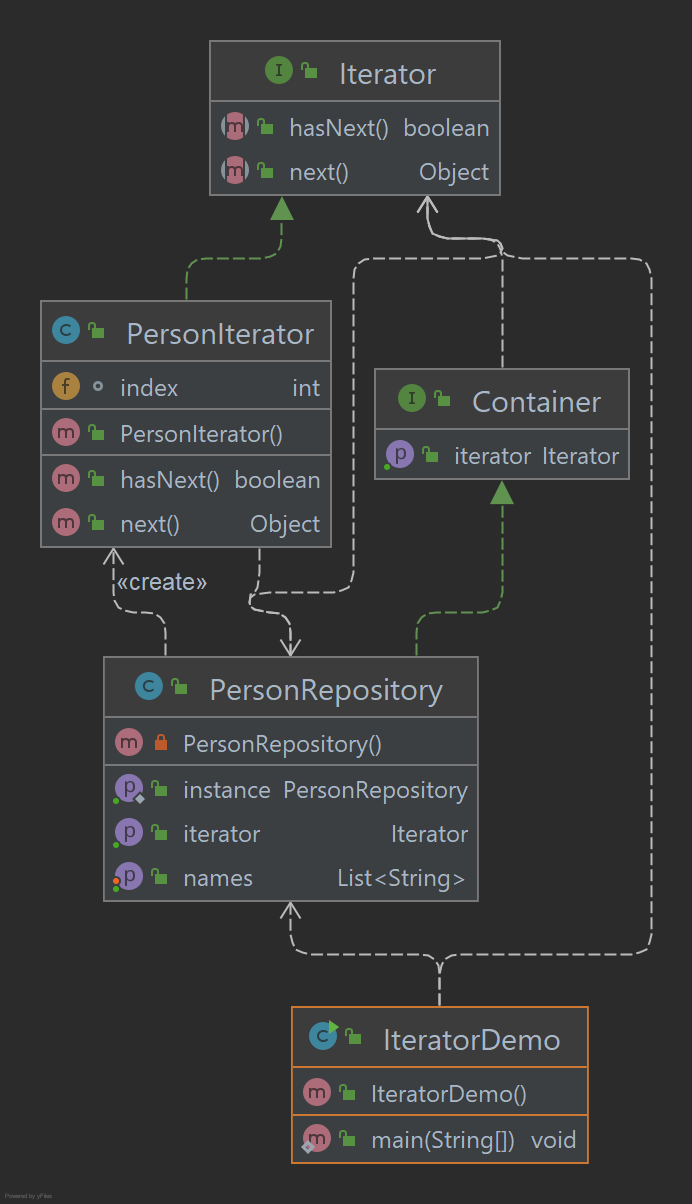 Iterator
hasNext() boolean
next() Object
PersonIterator
index int
PersonIterator()
hasNext() boolean
next() Object
Container
iterator Iterator
«create»
PersonRepository
PersonRepository()
instance PersonRepository
iterator Iterator
names List<String>
IteratorDemo
IteratorDemo()
main(String[]) void
Powered by yFiles